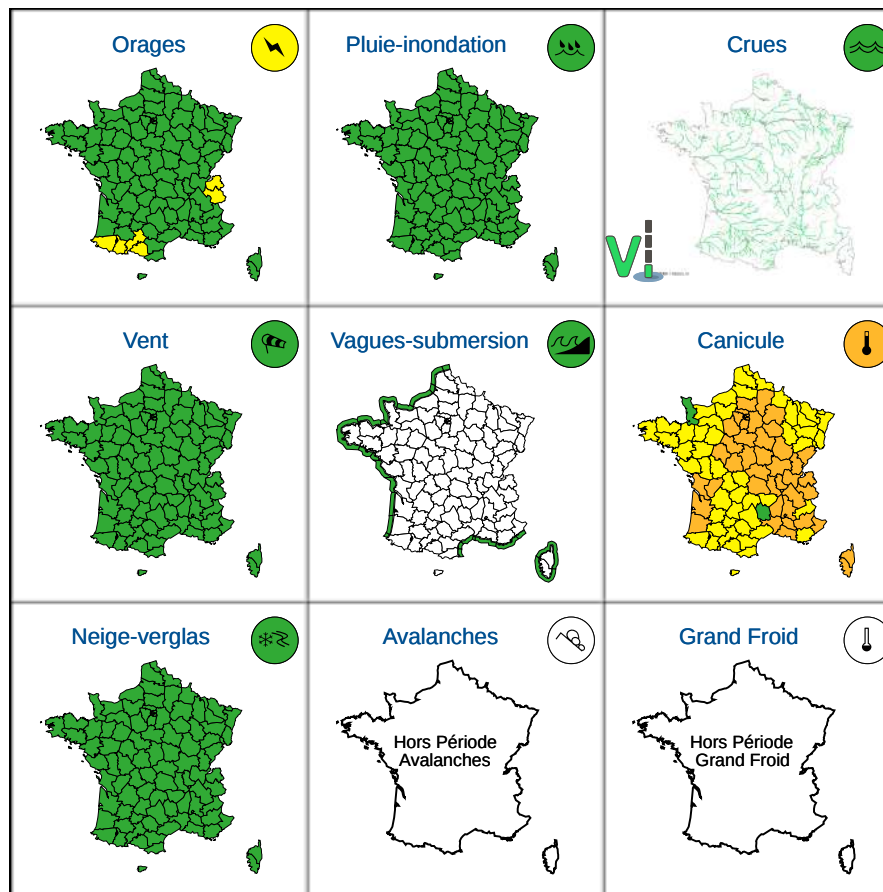 Orages
Pluie-inondation
Crues
Vent
Vagues-submersion
Canicule
Neige-verglas
Avalanches
Hors Période
Avalanches
Grand Froid
Hors Période
Grand Froid